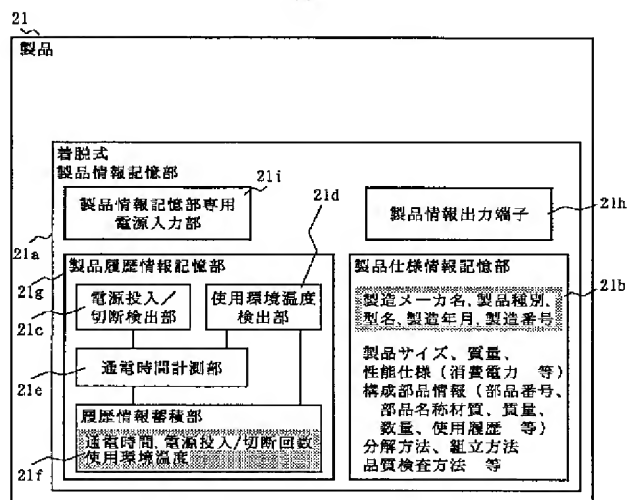 21
製品
着脱式
製品情報記憶部
21i
製品情報記憶部専用
電源入力部
21d
製品情報出力端子
21h
21a
製品履歴情報記憶部
21g
電源投入/
切断検出部
21c
使用環境温度
検出部
通電時間計測部
21e
履歴情報蓄積部
通電時間、電源投入/切断回数
使用環境温度
21f
製品仕様情報記憶部
製造メーカ名、製品種別、
型名、製造年月、製造番号
21b
製品サイズ、質量、
性能仕様(消費電力 等)
構成部品情報(部品番号、
部品名称材質、質量、
数量、使用履歴 等)
分解方法、組立方法
品質検査方法 等